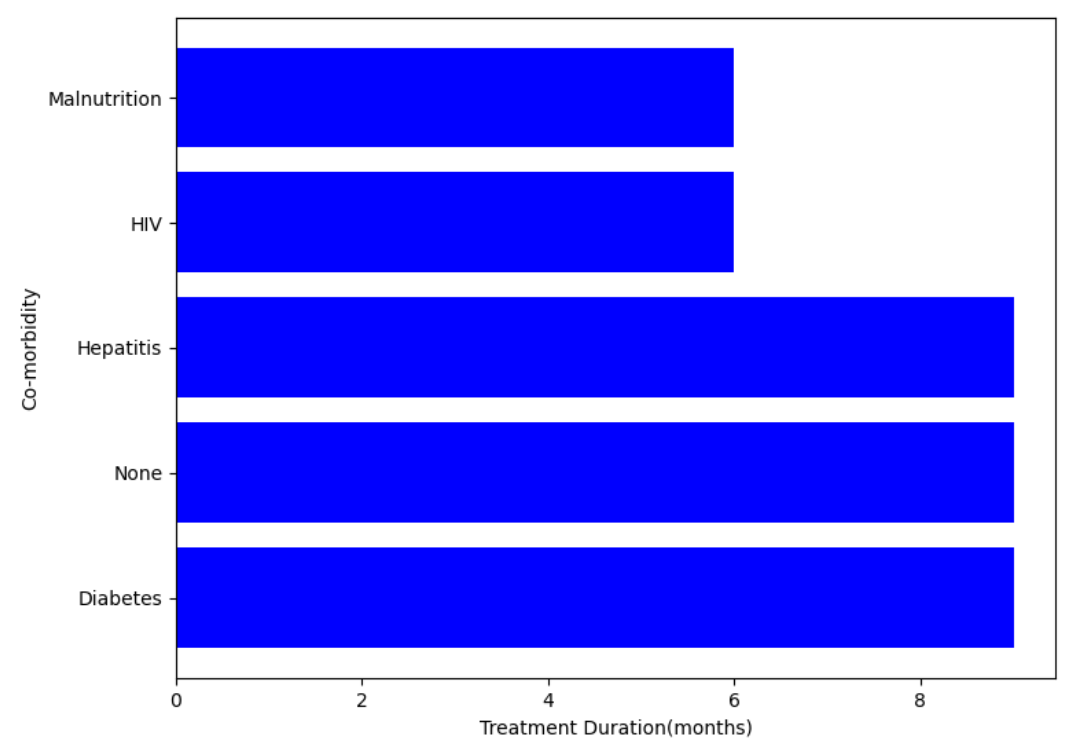 Malnutrition
HIV
Hepatitis
None
Diabetes
Co-morbidity
0 2 4 6 8
Treatment Duration(months)